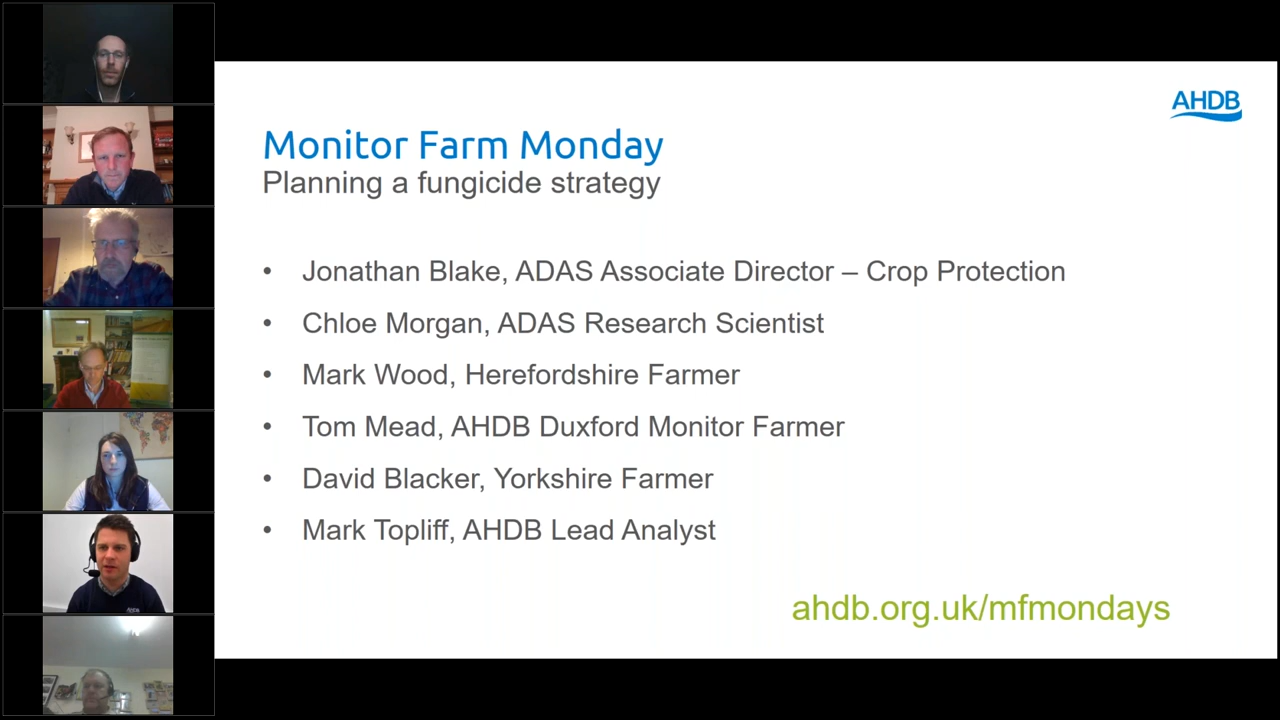 AHDB
Monitor Farm Monday
Planning a fungicide strategy
• Jonathan Blake, ADAS Associate Director – Crop Protection
• Chloe Morgan, ADAS Research Scientist
• Mark Wood, Herefordshire Farmer
• Tom Mead, AHDB Duxford Monitor Farmer
• David Blacker, Yorkshire Farmer
• Mark Topliff, AHDB Lead Analyst
ahdb.org.uk/mfmondays